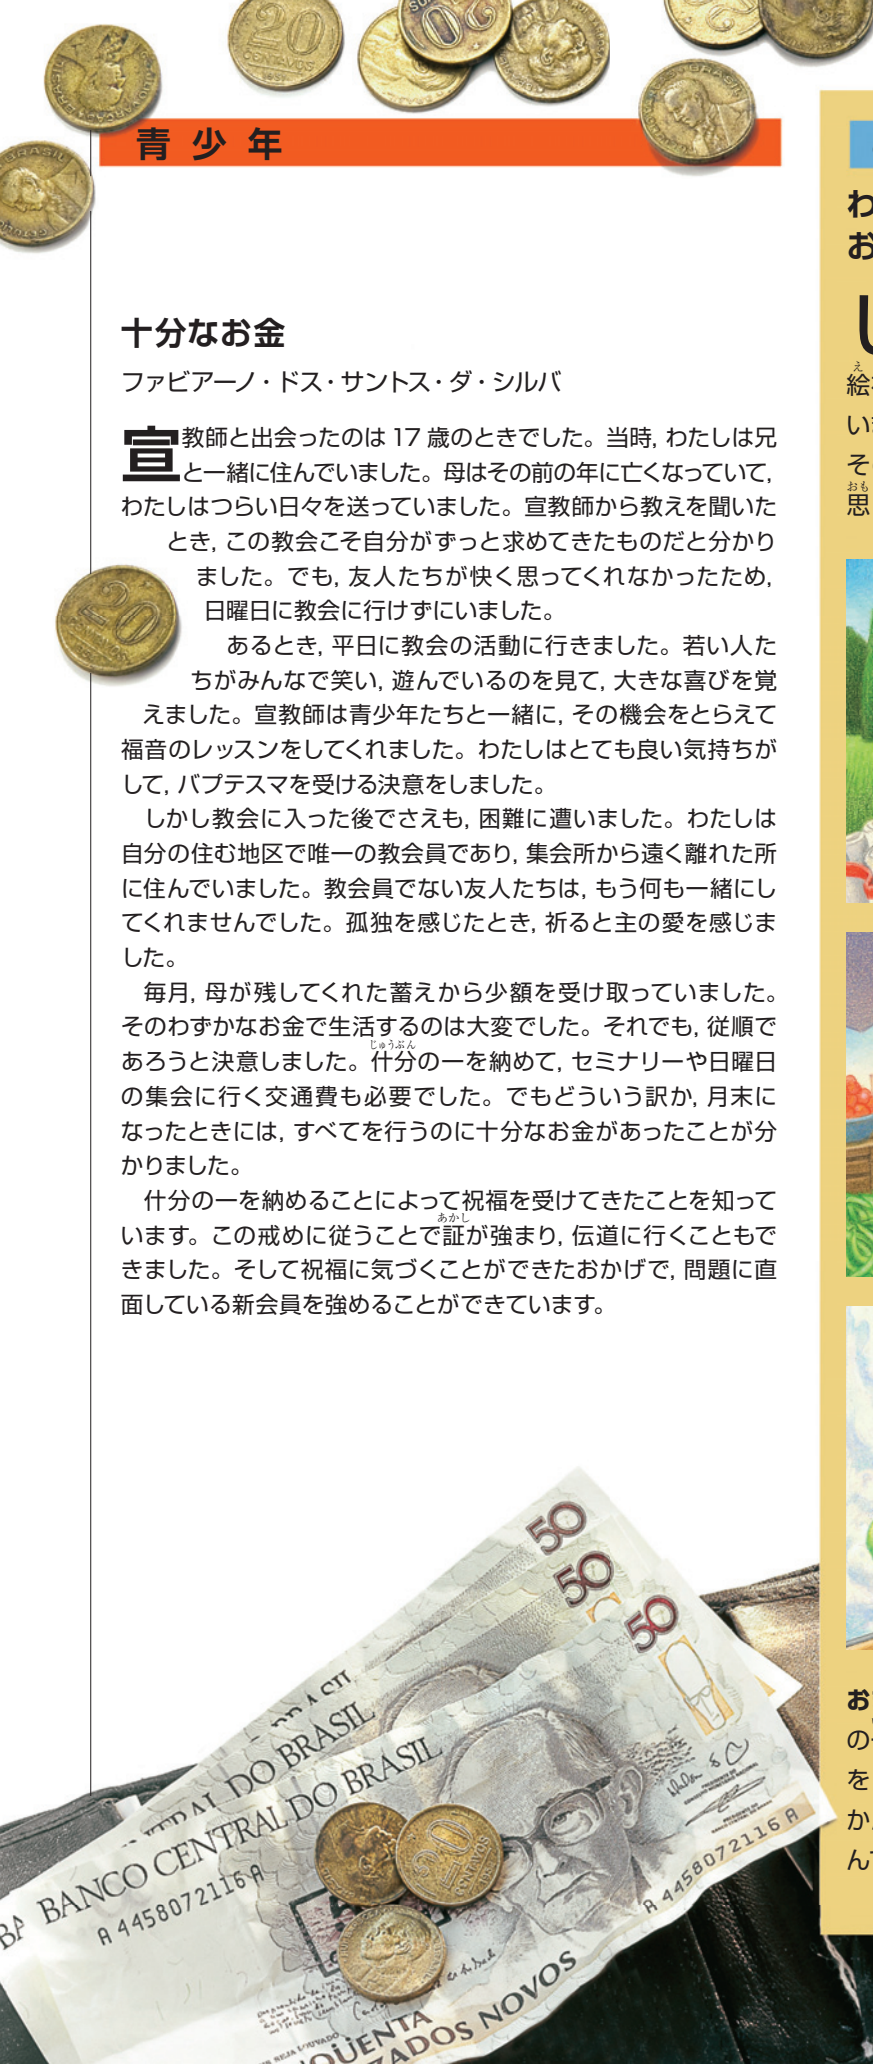 青少年
十分なお金
ファビアーノ・ドス・サントス・ダ・シルバ
宣教師と出会ったのは 17 歳のときでした。当時, わたしは兄
と一緒に住んでいました。母はその前の年に亡くなっていて,
わたしはつらい日々を送っていました。宣教師から教えを聞いた
とき, この教会こそ自分がずっと求めてきたものだと分かり
ました。でも, 友人たちが快く思ってくれなかったため,
日曜日に教会に行けずにいました。
あるとき, 平日に教会の活動に行きました。若い人た
ちがみんなで笑い, 遊んでいるのを見て, 大きな喜びを覚
えました。宣教師は青少年たちと一緒に, その機会をとらえて
福音のレッスンをしてくれました。わたしはとても良い気持ちが
して, バプテスマを受ける決意をしました。
しかし教会に入った後でさえも, 困難に遭いました。わたしは
自分の住む地区で唯一の教会員であり, 集会所から遠く離れた所
に住んでいました。教会員でない友人たちは, もう何も一緒にし
てくれませんでした。孤独を感じたとき, 祈ると主の愛を感じま
した。
毎月, 母が残してくれた蓄えから少額を受け取っていました。
そのわずかなお金で生活するのは大変でした。それでも, 従順で
じゅうぶん
あろうと決意しました。什分の一を納めて, セミナリーや日曜日
の集会に行く交通費も必要でした。でもどういう訳か, 月末に
なったときには, すべてを行うのに十分なお金があったことが分
かりました。
什分の一を納めることによって祝福を受けてきたことを知って
あかし
います。この戒めに従うことで証が強まり, 伝道に行くこともで
きました。そして祝福に気づくことができたおかげで, 問題に直
面している新会員を強めることができています。
わ
お
し
え
絵
い
そ
おも
思
お
の
を
か
ん
20
CENTAVOS
BRASIL
20
CENTAVOS
50
50
50
BRASIL
DO BRASIL
BANCO CENTRAL DO BRASIL
A 4458072116 A
A 4458072116 A
20
CENTAVOS
NOVOS